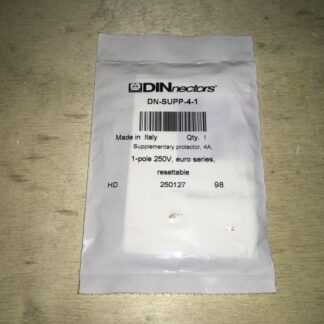 DINnectors
DN-SUPP-4-1
Made in Italy Qty. 1
Supplementary protector, 4A,
1-pole 250V, euro series,
resettable
HD 250127 98